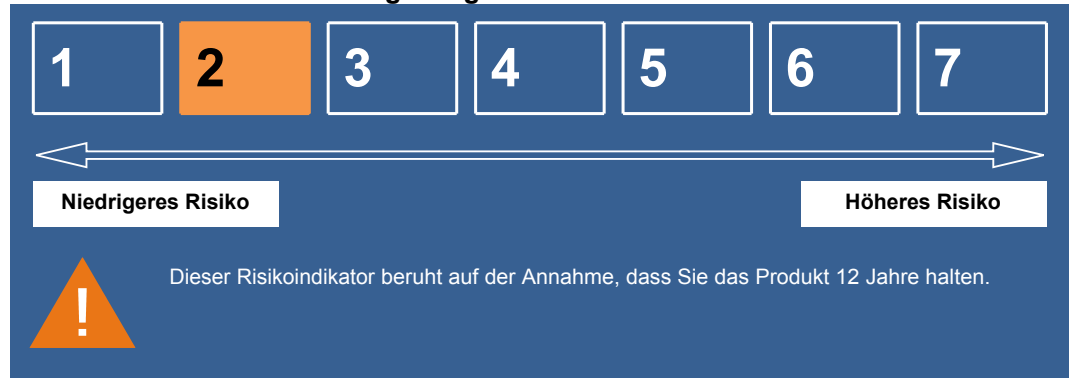 1 2 3 4 5 6 7
Niedrigeres Risiko Höheres Risiko
!
Dieser Risikoindikator beruht auf der Annahme, dass Sie das Produkt 12 Jahre halten.